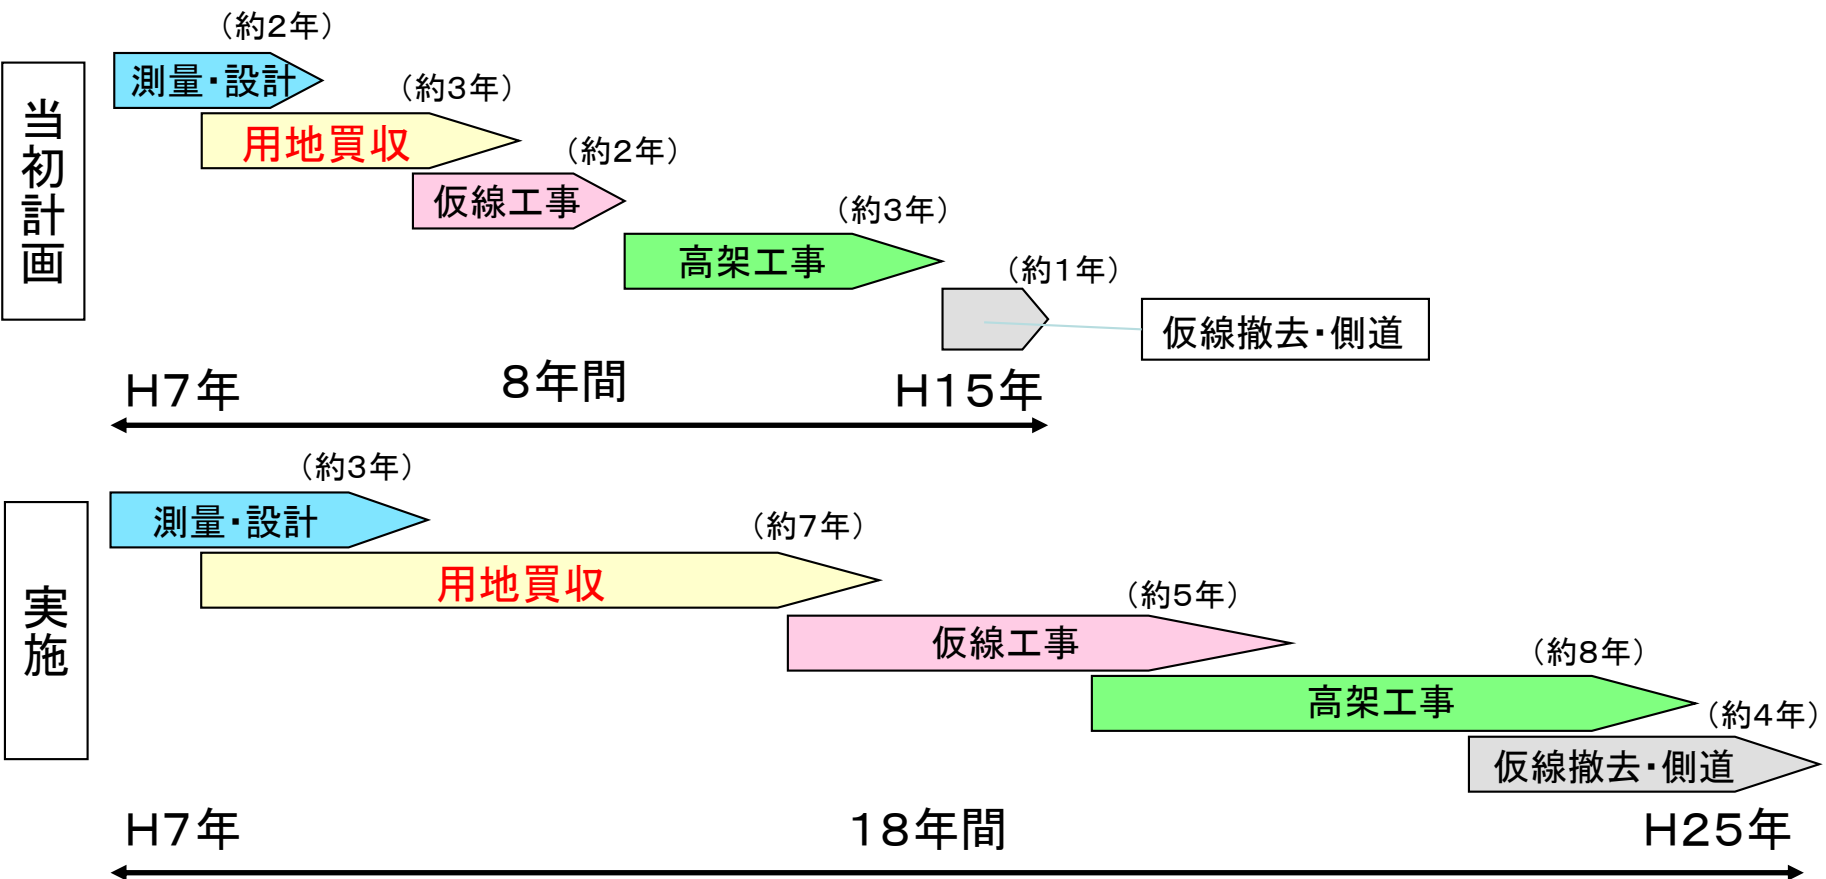 当初計画
(約2年)
測量・設計
(約3年)
用地買収
(約2年)
仮線工事
(約3年)
高架工事
(約1年)
仮線撤去・側道
H7年
8年間
H15年
実施
(約3年)
測量・設計
(約7年)
用地買収
(約5年)
仮線工事
(約8年)
高架工事
(約4年)
仮線撤去・側道
H7年
18年間
H25年